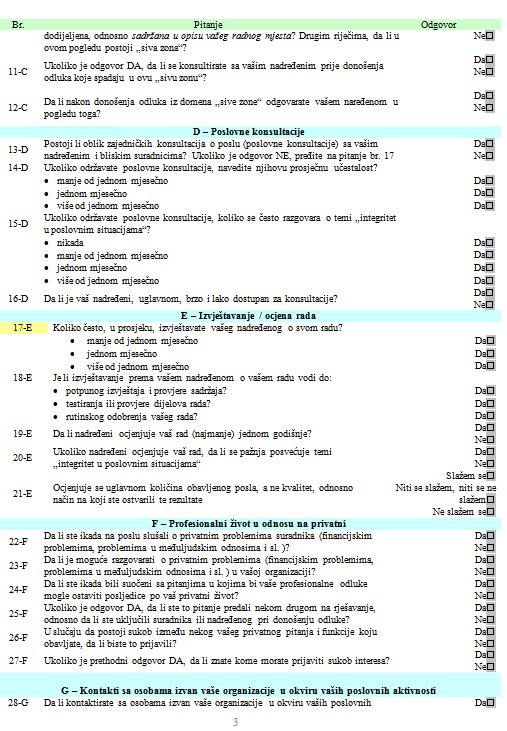 Br. Pitanje Odgovor
dodijeljena, odnosno sadržana u opisu vašeg radnog mjesta? Drugim riječima, da li u Ne
ovom pogledu postoji „siva zona“?
11-C Ukoliko je odgovor DA, da li se konsultirate sa vašim nadređenim prije donošenja Da
odluka koje spadaju u ovu „sivu zonu“? Ne
12-C Da li nakon donošenja odluka iz domena „sive zone“ odgovarate vašem naređenom u Da
pogledu toga? Ne
D – Poslovne konsultacije
13-D Postoji li oblik zajedničkih konsultacija o poslu (poslovne konsultacije) sa vašim Da
nadređenim i bliskim suradnicima? Ukoliko je odgovor NE, pređite na pitanje br. 17 Ne
14-D Ukoliko održavate poslovne konsultacije, navedite njihovu prosječnu učestalost?
• manje od jednom mjesečno Da
• jednom mjesečno Da
• više od jednom mjesečno Da
15-D Ukoliko održavate poslovne konsultacije, koliko se često razgovara o temi „integritet
u poslovnim situacijama“?
• nikada Da
• manje od jednom mjesečno Da
• jednom mjesečno Da
• više od jednom mjesečno Da
16-D Da li je vaš nadređeni, uglavnom, brzo i lako dostupan za konsultacije? Da
Ne
E – Izvještavanje / ocjena rada
17-E Koliko često, u prosjeku, izvještavate vašeg nadređenog o svom radu?
• manje od jednom mjesečno Da
• jednom mjesečno Da
• više od jednom mjesečno Da
18-E Je li izvještavanje prema vašem nadređenom o vašem radu vodi do:
• potpunog izvještaja i provjere sadržaja? Da
• testiranja ili provjere dijelova rada? Da
• rutinskog odobrenja vašeg rada? Da
19-E Da li nadređeni ocjenjuje vaš rad (najmanje) jednom godišnje? Da
Ne
20-E Ukoliko nadređeni ocjenjuje vaš rad, da li se pažnja posvećuje temi Da
„integritet u poslovnim situacijama“ Ne
21-E Ocjenjuje se uglavnom količina obavljenog posla, a ne kvalitet, odnosno Slažem se
način na koji ste ostvarili te rezultate Niti se slažem, niti se ne
slažem
Ne slažem se
F – Profesionalni život u odnosu na privatni
22-F Da li ste ikada na poslu slušali o privatnim problemima suradnika (financijskim Da
problemima, problemima u međuljudskim odnosima i sl. )? Ne
23-F Da li je moguće razgovarati o privatnim problemima (financijskim problemima, Da
problemima u međuljudskim odnosima i sl. ) u vašoj organizaciji? Ne
24-F Da li ste ikada bili suočeni sa pitanjima u kojima bi vaše profesionalne odluke Da
mogle ostaviti posljedice po vaš privatni život? Ne
25-F Ukoliko je odgovor DA, da li ste to pitanje predali nekom drugom na rješavanje, Da
odnosno da li ste uključili suradnika ili nadređenog pri donošenju odluke? Ne
26-F U slučaju da postoji sukob između nekog vašeg privatnog pitanja i funkcije koju Da
obavljate, da li biste to prijavili? Ne
27-F Ukoliko je prethodni odgovor DA, da li znate kome morate prijaviti sukob interesa? Da
Ne
G – Kontakti sa osobama izvan vaše organizacije u okviru vaših poslovnih aktivnosti
28-G Da li kontaktirate sa osobama izvan vaše organizacije u okviru vaših poslovnih Da
3